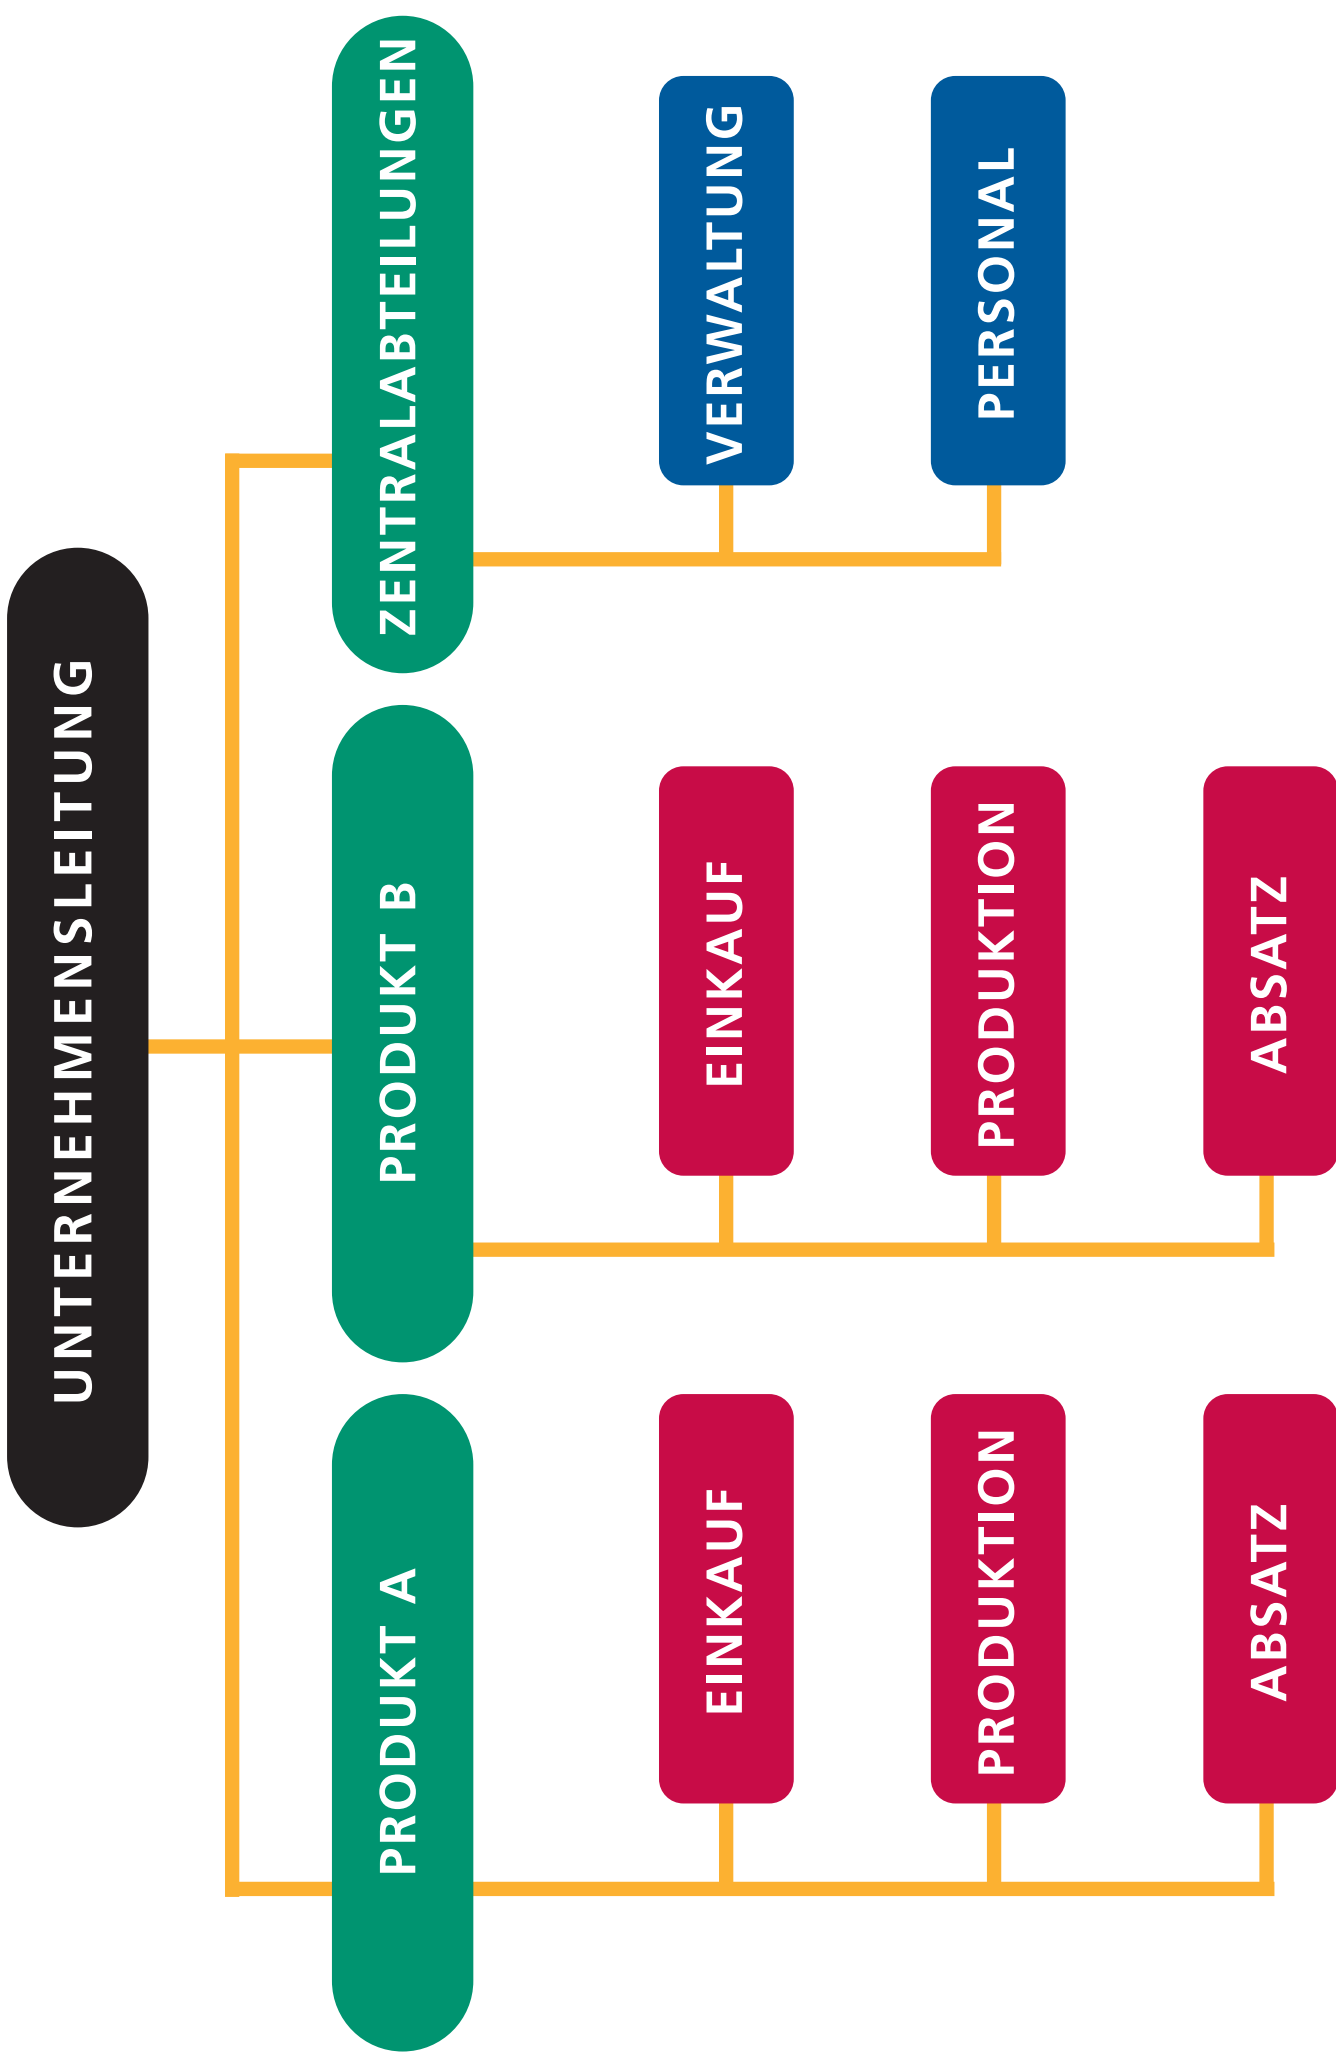 UNTERNEHMENSLEITUNG
PRODUKT A
PRODUKT B
ZENTRALABTEILUNGEN
EINKAUF
EINKAUF
VERWALTUNG
PRODUKTION
PRODUKTION
PERSONAL
ABSATZ
ABSATZ